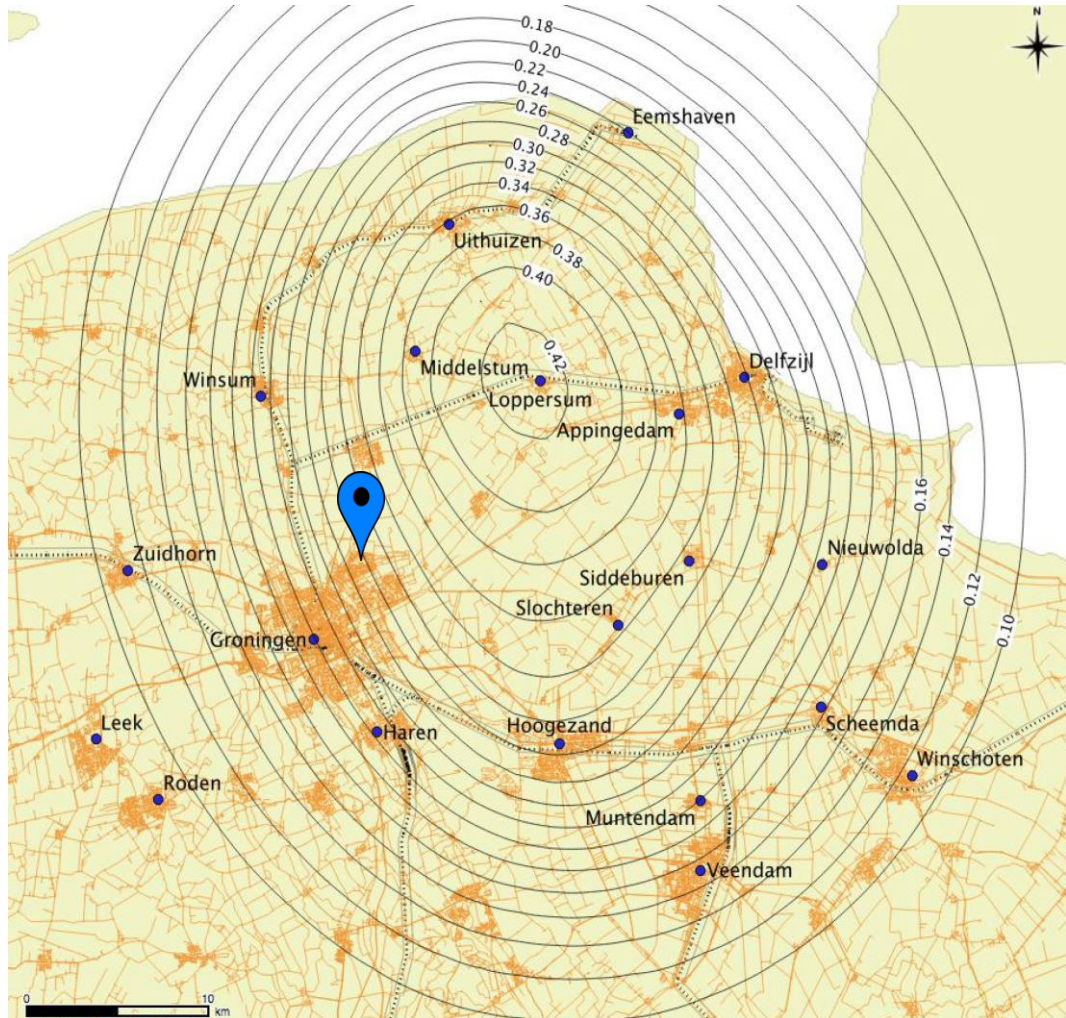 0.18
N
0.20
0.22
0.24
0.26
Eemshaven
0.28
0.30
0.32
0.34
0.36
Uithuizen
0.38
0.40
0.42
Delfzijl
Middelstum
Winsum
Loppersum
Appingedam
0.16
0.14
Zuidhorn
Nieuwolda
Siddeburen
0.12
Slochteren
0.10
Groningen
Leek
Haren
Hoogezand
Scheemda
Winschoten
Roden
Muntendam
Veendam
0 10
km